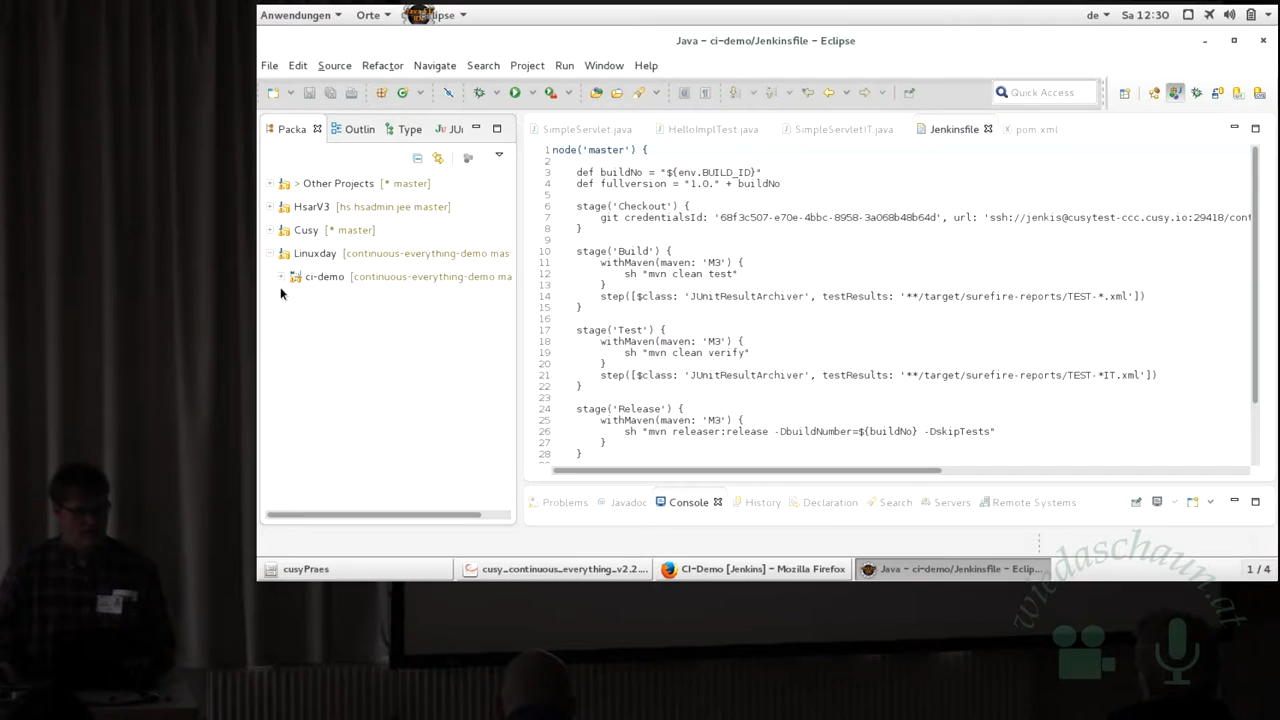 Anwendungen Orte Eclipse de Sa 12:30
Java - ci-demo/Jenkinsfile - Eclipse
File Edit Source Refactor Navigate Search Project Run Window Help
Quick Access
Packa Outlin Type JU
SimpleServlet.java HelloImplTest.java SimpleServletIT.java Jenkinsfile pom.xml
> Other Projects [* master]
HsarV3 [hs.hsadmin.jee master]
Cusy [* master]
Linuxday [continuous-everything-demo mas
ci-demo [continuous-everything-demo ma
1 node('master') {
2
3 def buildNo = "${env.BUILD_ID}"
4 def fullversion = "1.0." + buildNo
5
6 stage('Checkout') {
7 git credentialsId: '68f3c507-e70e-4bbc-8958-3a068b48b64d', url: 'ssh://jenkis@cusytest-ccc.cusy.io:29418/cont
8 }
9
10 stage('Build') {
11 withMaven(maven: 'M3') {
12 sh "mvn clean test"
13 }
14 step([$class: 'JUnitResultArchiver', testResults: '**/target/surefire-reports/TEST-*.xml'])
15 }
16
17 stage('Test') {
18 withMaven(maven: 'M3') {
19 sh "mvn clean verify"
20 }
21 step([$class: 'JUnitResultArchiver', testResults: '**/target/surefire-reports/TEST-*IT.xml'])
22 }
23
24 stage('Release') {
25 withMaven(maven: 'M3') {
26 sh "mvn releaser:release -DbuildNumber=${buildNo} -DskipTests"
27 }
28 }
Problems Javadoc Console History Declaration Search Servers Remote Systems
cusyPraes cusy_continuous_everything_v2.2.... CI-Demo [Jenkins] - Mozilla Firefox Java - ci-demo/Jenkinsfile - Eclip... 1 / 4
wiedaschaun.at